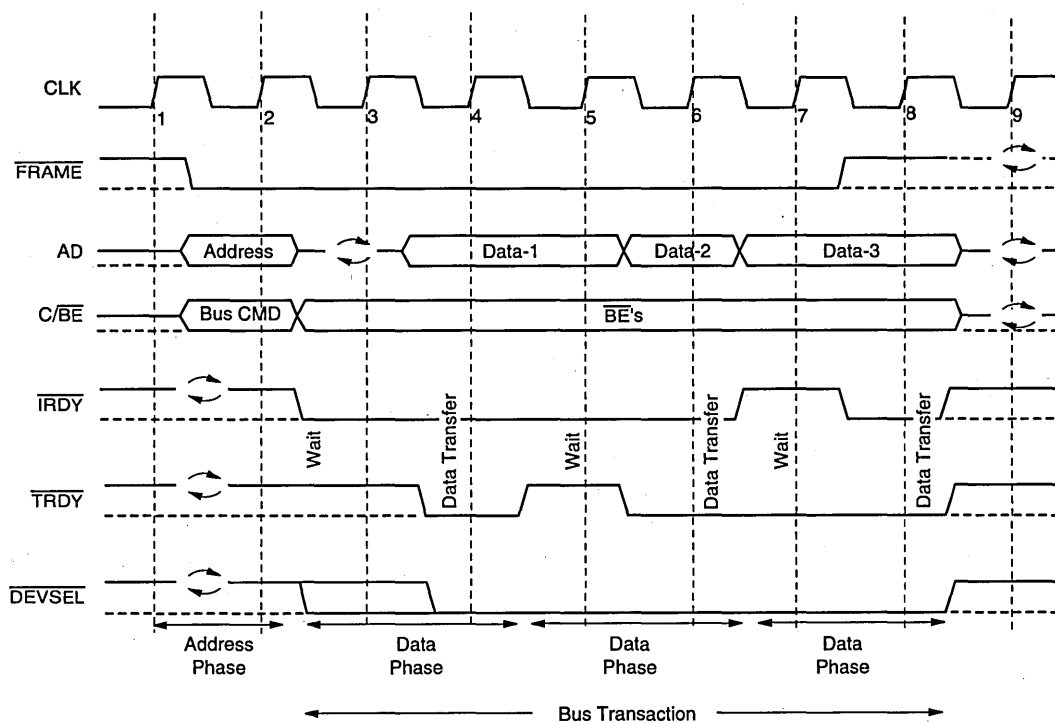 CLK
1 2 3 4 5 6 7 8 9
FRAME
AD Address Data-1 Data-2 Data-3
C/BE Bus CMD BE's
IRDY
Wait Data Transfer Wait Data Transfer Wait Data Transfer
TRDY
DEVSEL
Address Phase
Data Phase
Data Phase
Data Phase
Bus Transaction